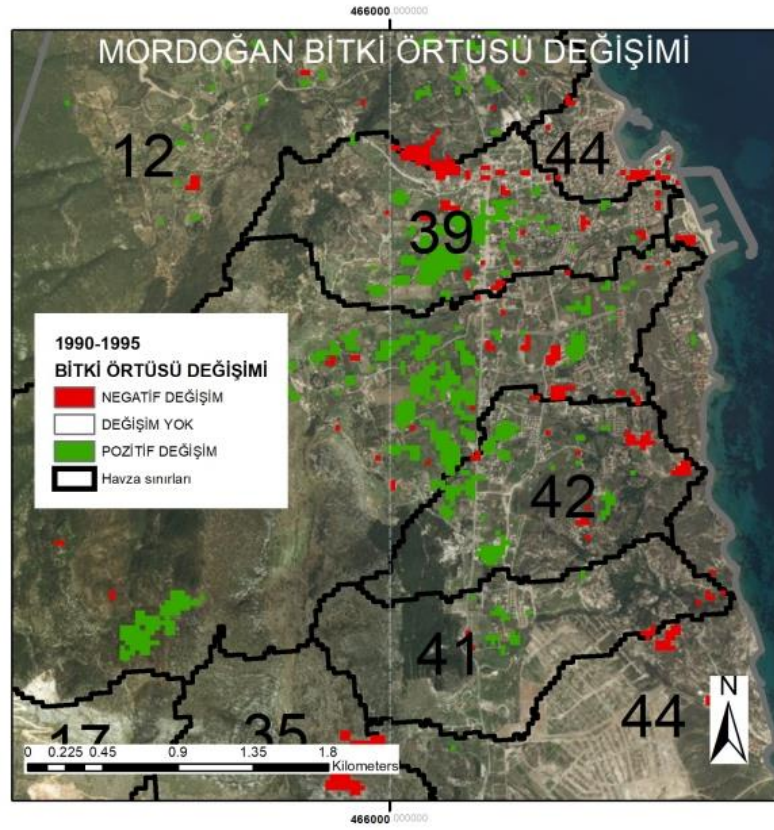 466000.000000
MORDOĞAN BİTKİ ÖRTÜSÜ DEĞİŞİMİ
12
44
39
1990-1995
BİTKİ ÖRTÜSÜ DEĞİŞİMİ
NEGATİF DEĞİŞİM
DEĞİŞİM YOK
POZİTİF DEĞİŞİM
Havza sınırları
42
41
N
44
17
35
0 0.225 0.45 0.9 1.35 1.8
Kilometers
466000.000000